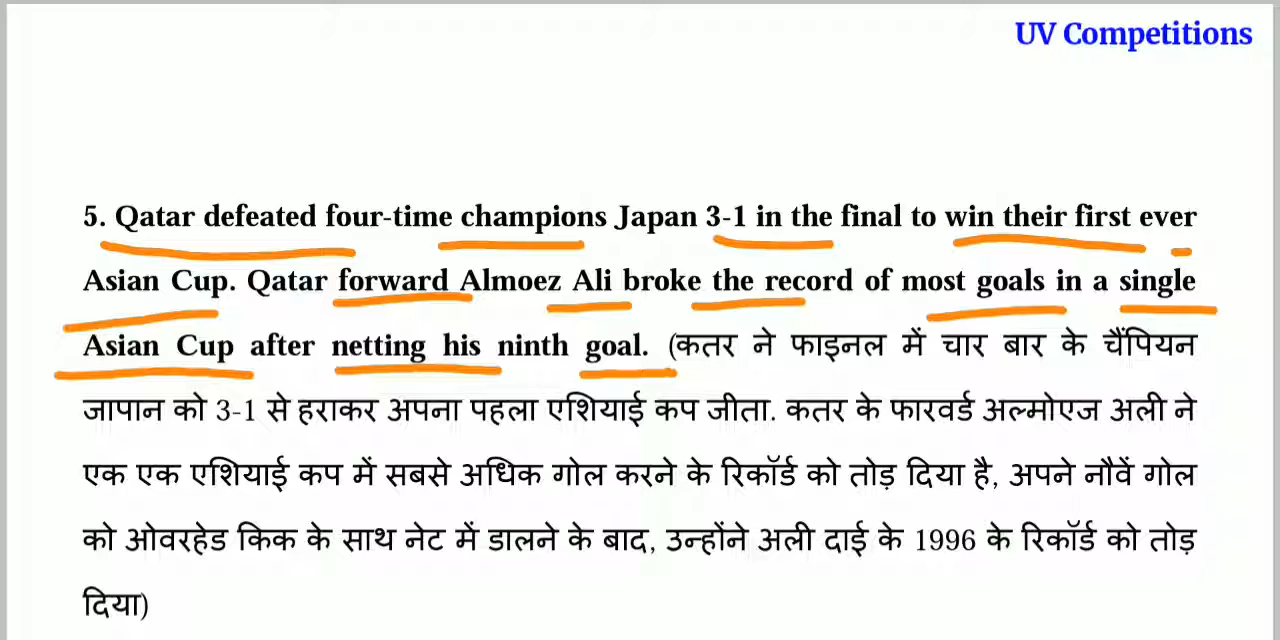 UV Competitions
5. Qatar defeated four-time champions Japan 3-1 in the final to win their first ever
Asian Cup. Qatar forward Almoez Ali broke the record of most goals in a single
Asian Cup after netting his ninth goal. (कतर ने फाइनल में चार बार के चैंपियन
जापान को 3-1 से हराकर अपना पहला एशियाई कप जीता. कतर के फारवर्ड अल्मोएज अली ने
एक एक एशियाई कप में सबसे अधिक गोल करने के रिकॉर्ड को तोड़ दिया है, अपने नौवें गोल
को ओवरहेड किक के साथ नेट में डालने के बाद, उन्होंने अली दाई के 1996 के रिकॉर्ड को तोड़
दिया)